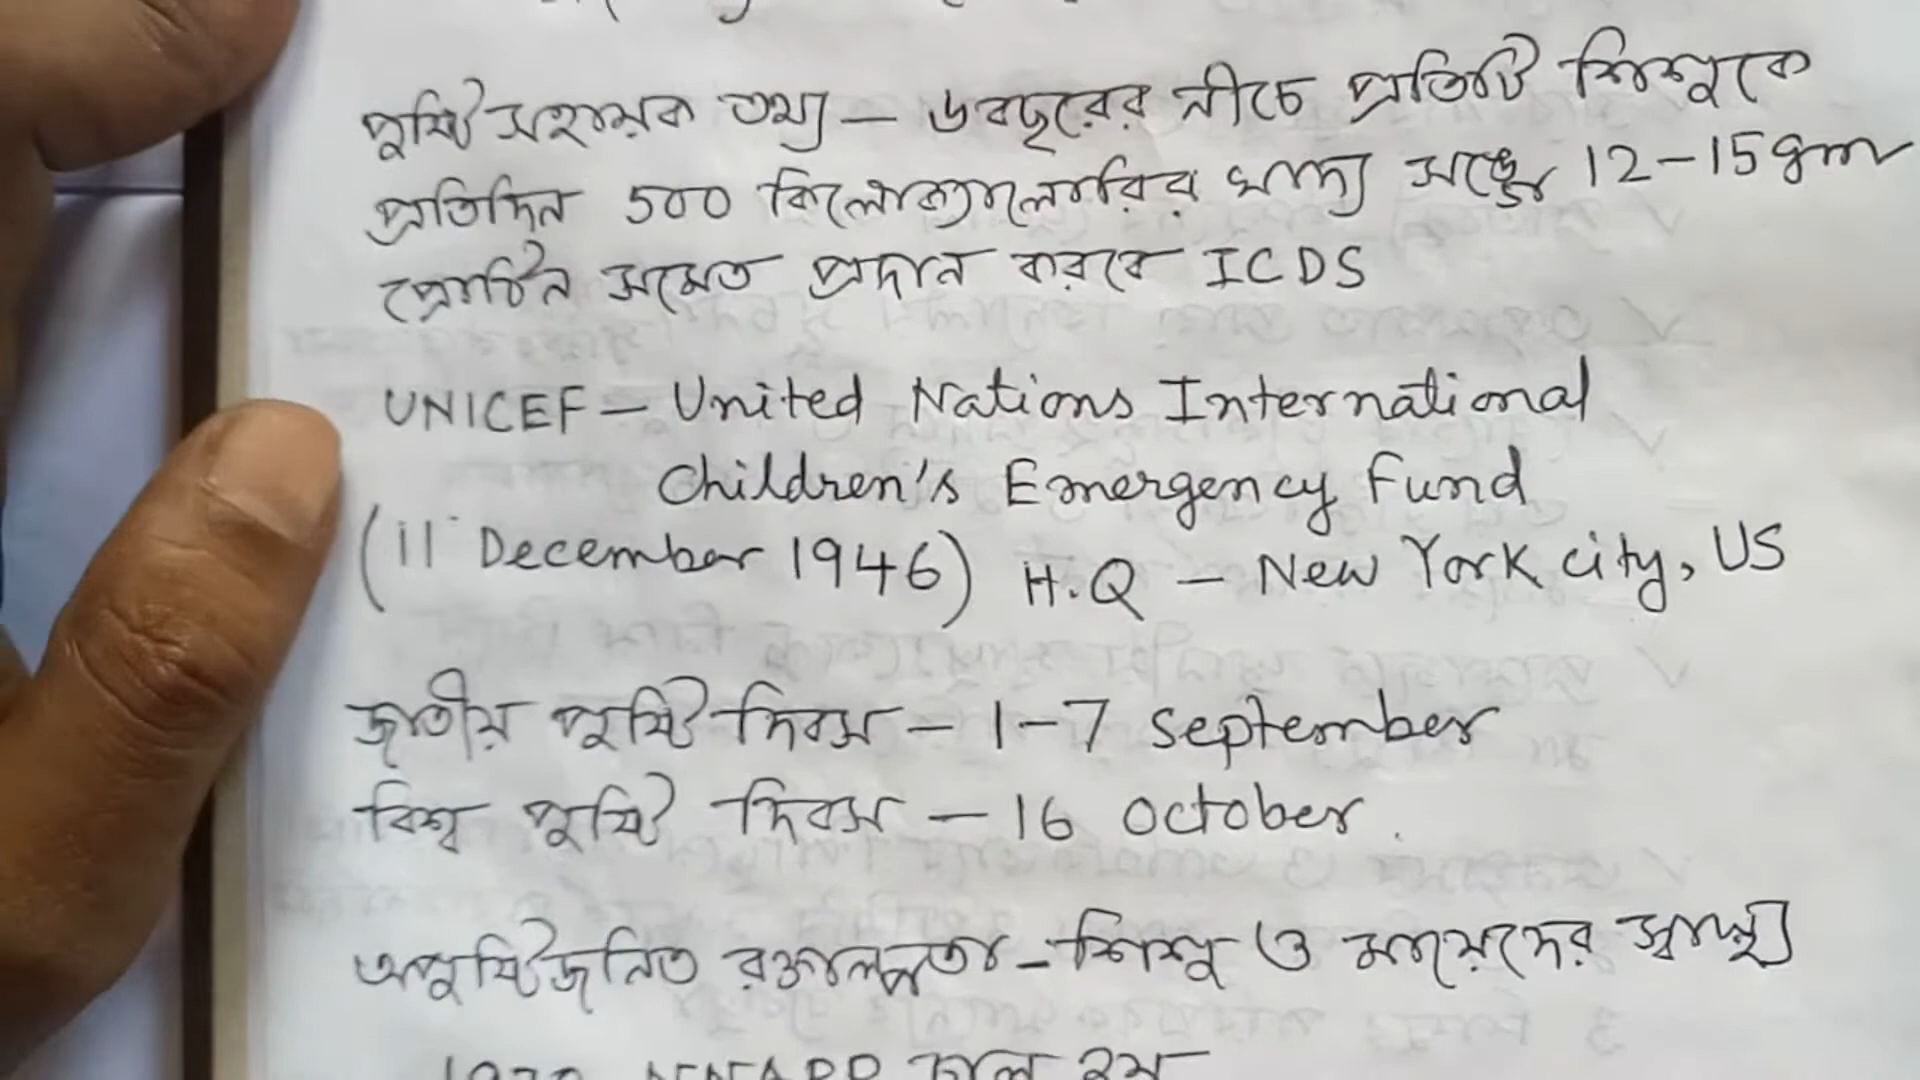 পুষ্টি সহায়ক তথ্য — ৬ বছরের নীচে প্রতিটি শিশুকে
প্রতিদিন 500 কিলোক্যালোরির খাদ্য সঙ্গে 12-15 gm
প্রোটিন সমেত প্রদান করবে ICDS
UNICEF — United Nations International
Children's Emergency Fund
(11 December 1946) H.Q — New York City, US
জাতীয় পুষ্টি দিবস — 1-7 September
বিশ্ব পুষ্টি দিবস — 16 October.
অপুষ্টিজনিত রক্তাল্পতা — শিশু ও মায়েদের স্বাস্থ্য
চালু হয়